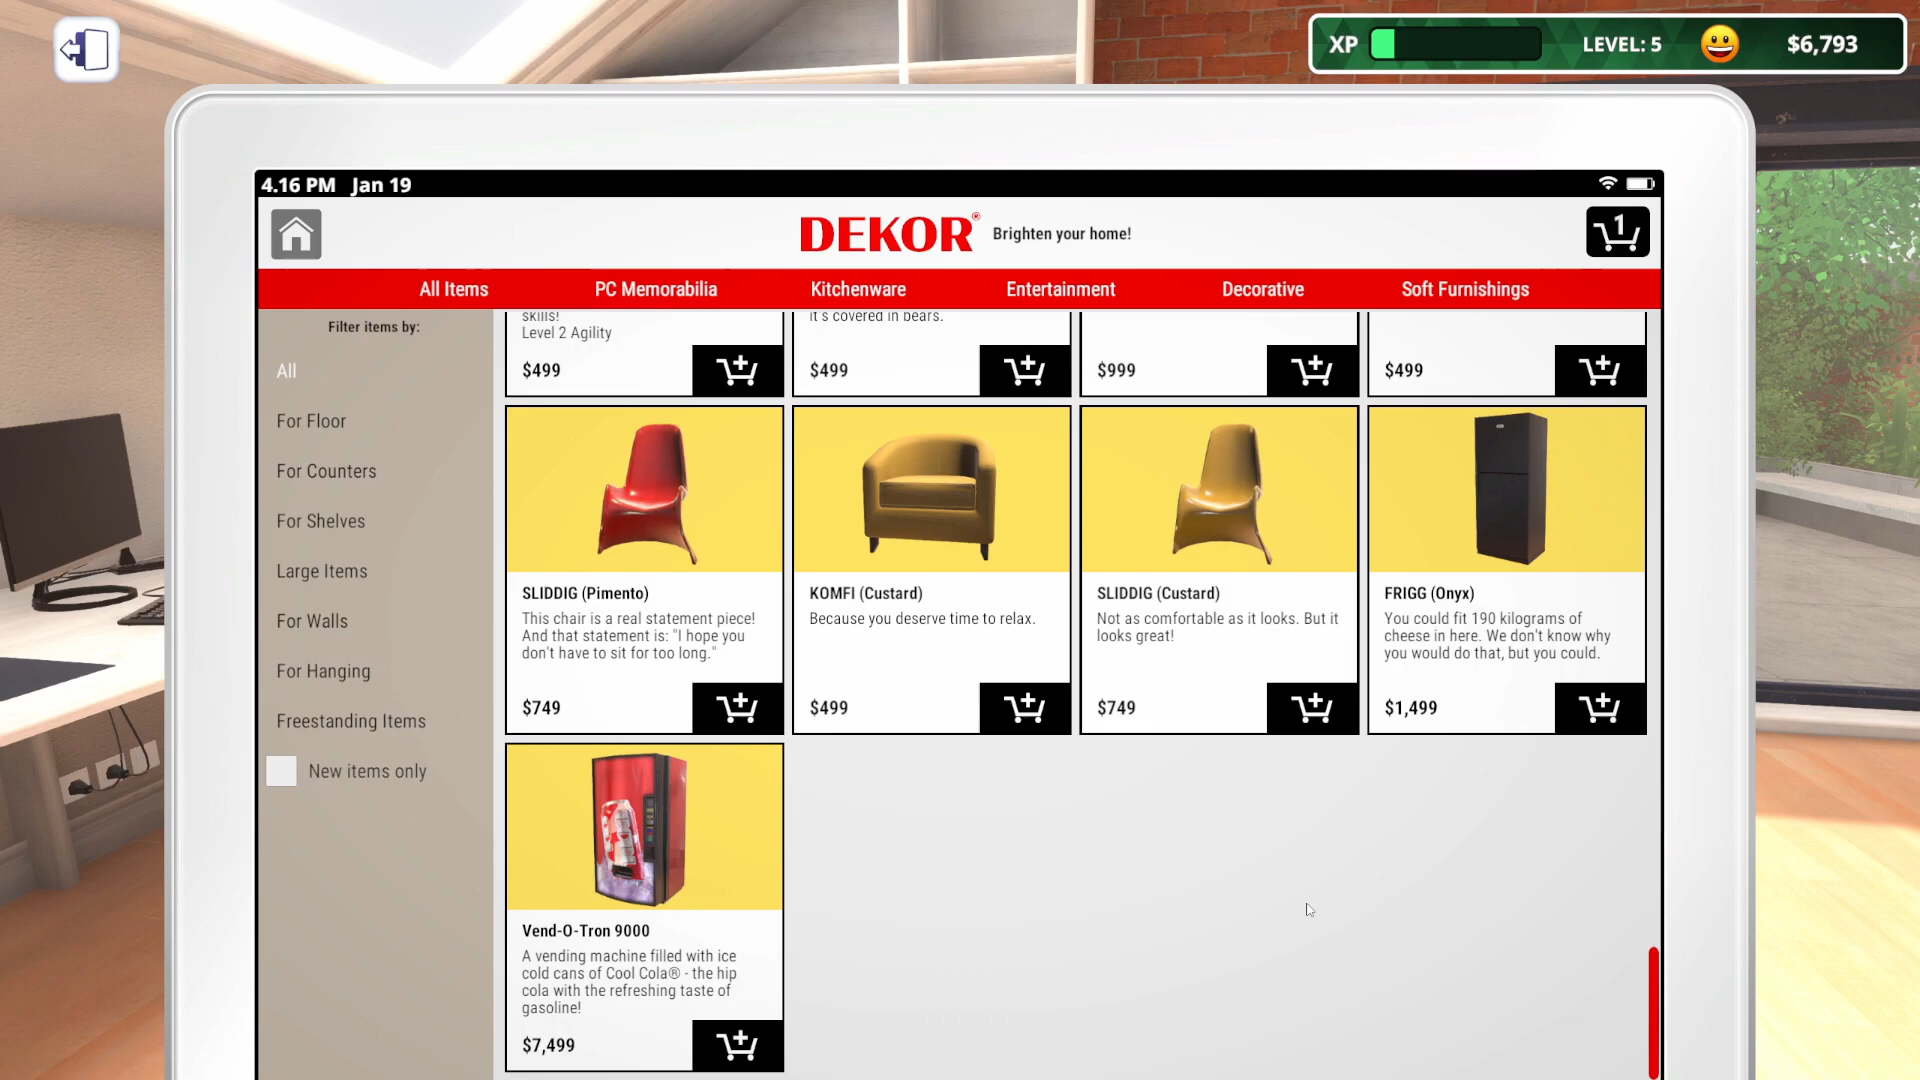 XP LEVEL: 5 $6,793
4.16 PM Jan 19
DEKOR® Brighten your home!
1
All Items PC Memorabilia Kitchenware Entertainment Decorative Soft Furnishings
Filter items by:
All
For Floor
For Counters
For Shelves
Large Items
For Walls
For Hanging
Freestanding Items
New items only
skills!
Level 2 Agility
$499
it's covered in bears.
$499
$999
$499
SLIDDIG (Pimento)
This chair is a real statement piece!
And that statement is: "I hope you
don't have to sit for too long."
$749
KOMFI (Custard)
Because you deserve time to relax.
$499
SLIDDIG (Custard)
Not as comfortable as it looks. But it
looks great!
$749
FRIGG (Onyx)
You could fit 190 kilograms of
cheese in here. We don't know why
you would do that, but you could.
$1,499
Vend-O-Tron 9000
A vending machine filled with ice
cold cans of Cool Cola® - the hip
cola with the refreshing taste of
gasoline!
$7,499